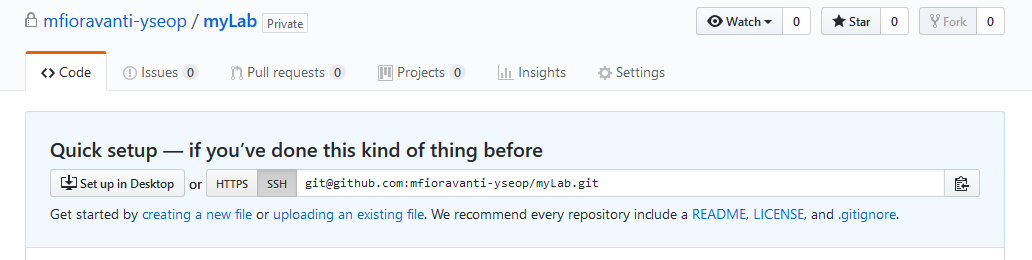 mfioravanti-yseop / myLab Private Watch 0 Star 0 Fork 0
Code Issues 0 Pull requests 0 Projects 0 Insights Settings
Quick setup — if you’ve done this kind of thing before
Set up in Desktop or HTTPS SSH git@github.com:mfioravanti-yseop/myLab.git
Get started by creating a new file or uploading an existing file. We recommend every repository include a README, LICENSE, and .gitignore.